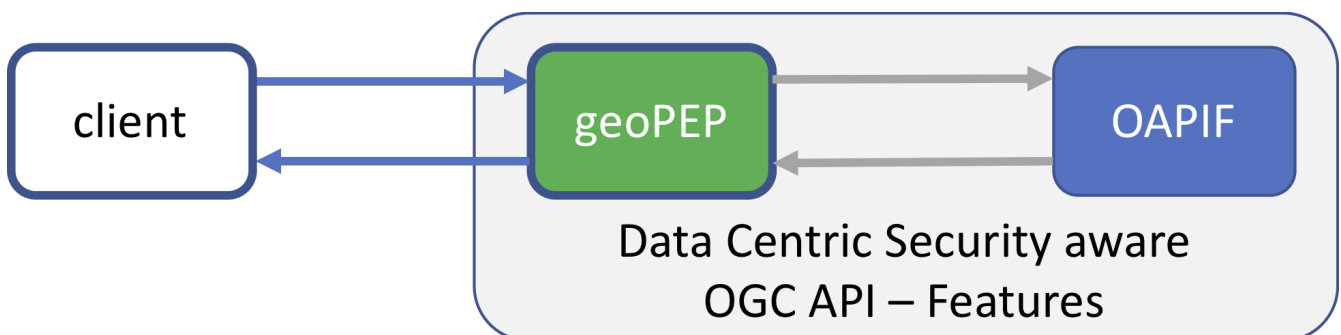 client
geoPEP
OAPIF
Data Centric Security aware
OGC API – Features